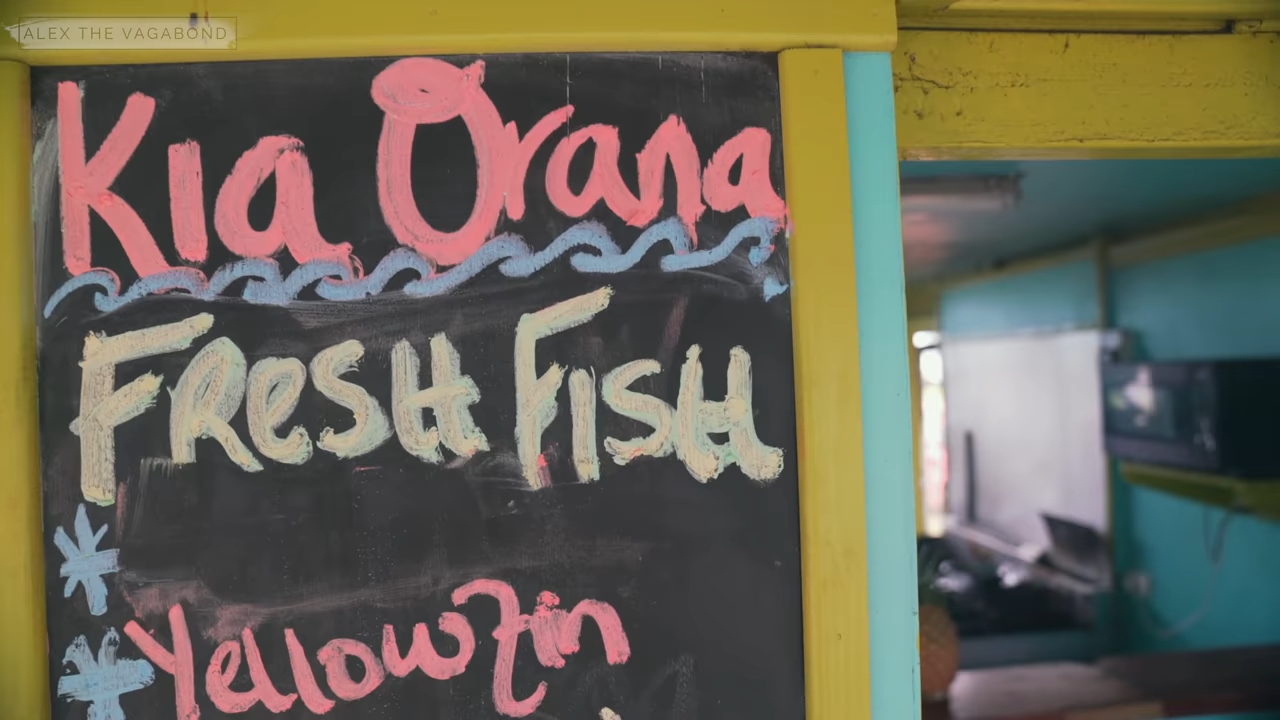 ALEX THE VAGABOND
Kia Orana
FResH FIsH
*
* Yellowfin